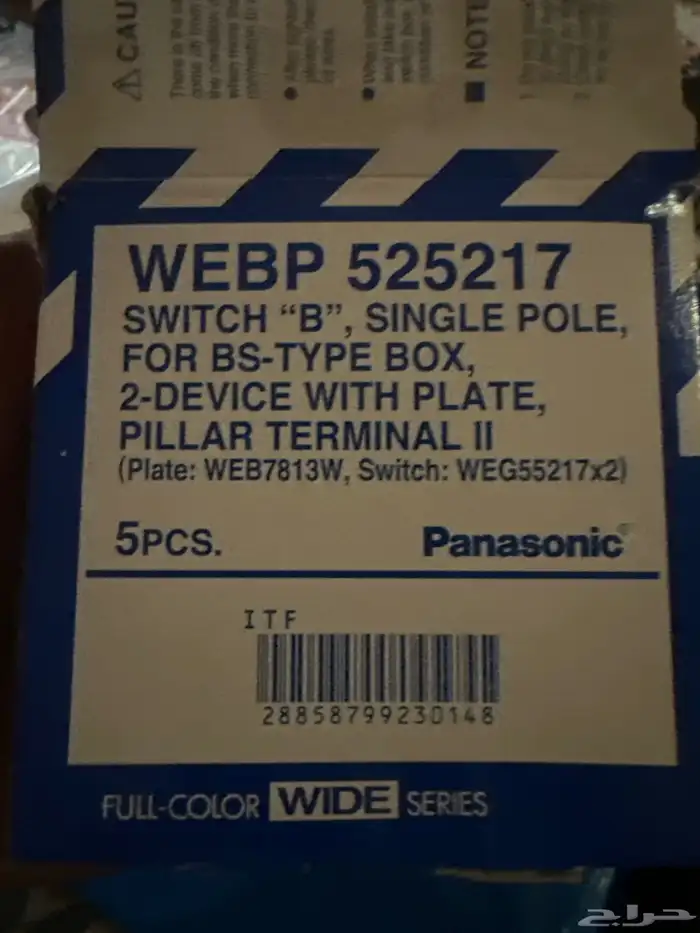 ⚠ CAU
■ NOTE
WEBP 525217
SWITCH “B”, SINGLE POLE,
FOR BS-TYPE BOX,
2-DEVICE WITH PLATE,
PILLAR TERMINAL II
(Plate: WEB7813W, Switch: WEG55217x2)
5PCS.
Panasonic
ITF
28858799230148
FULL-COLOR WIDE SERIES
حراج